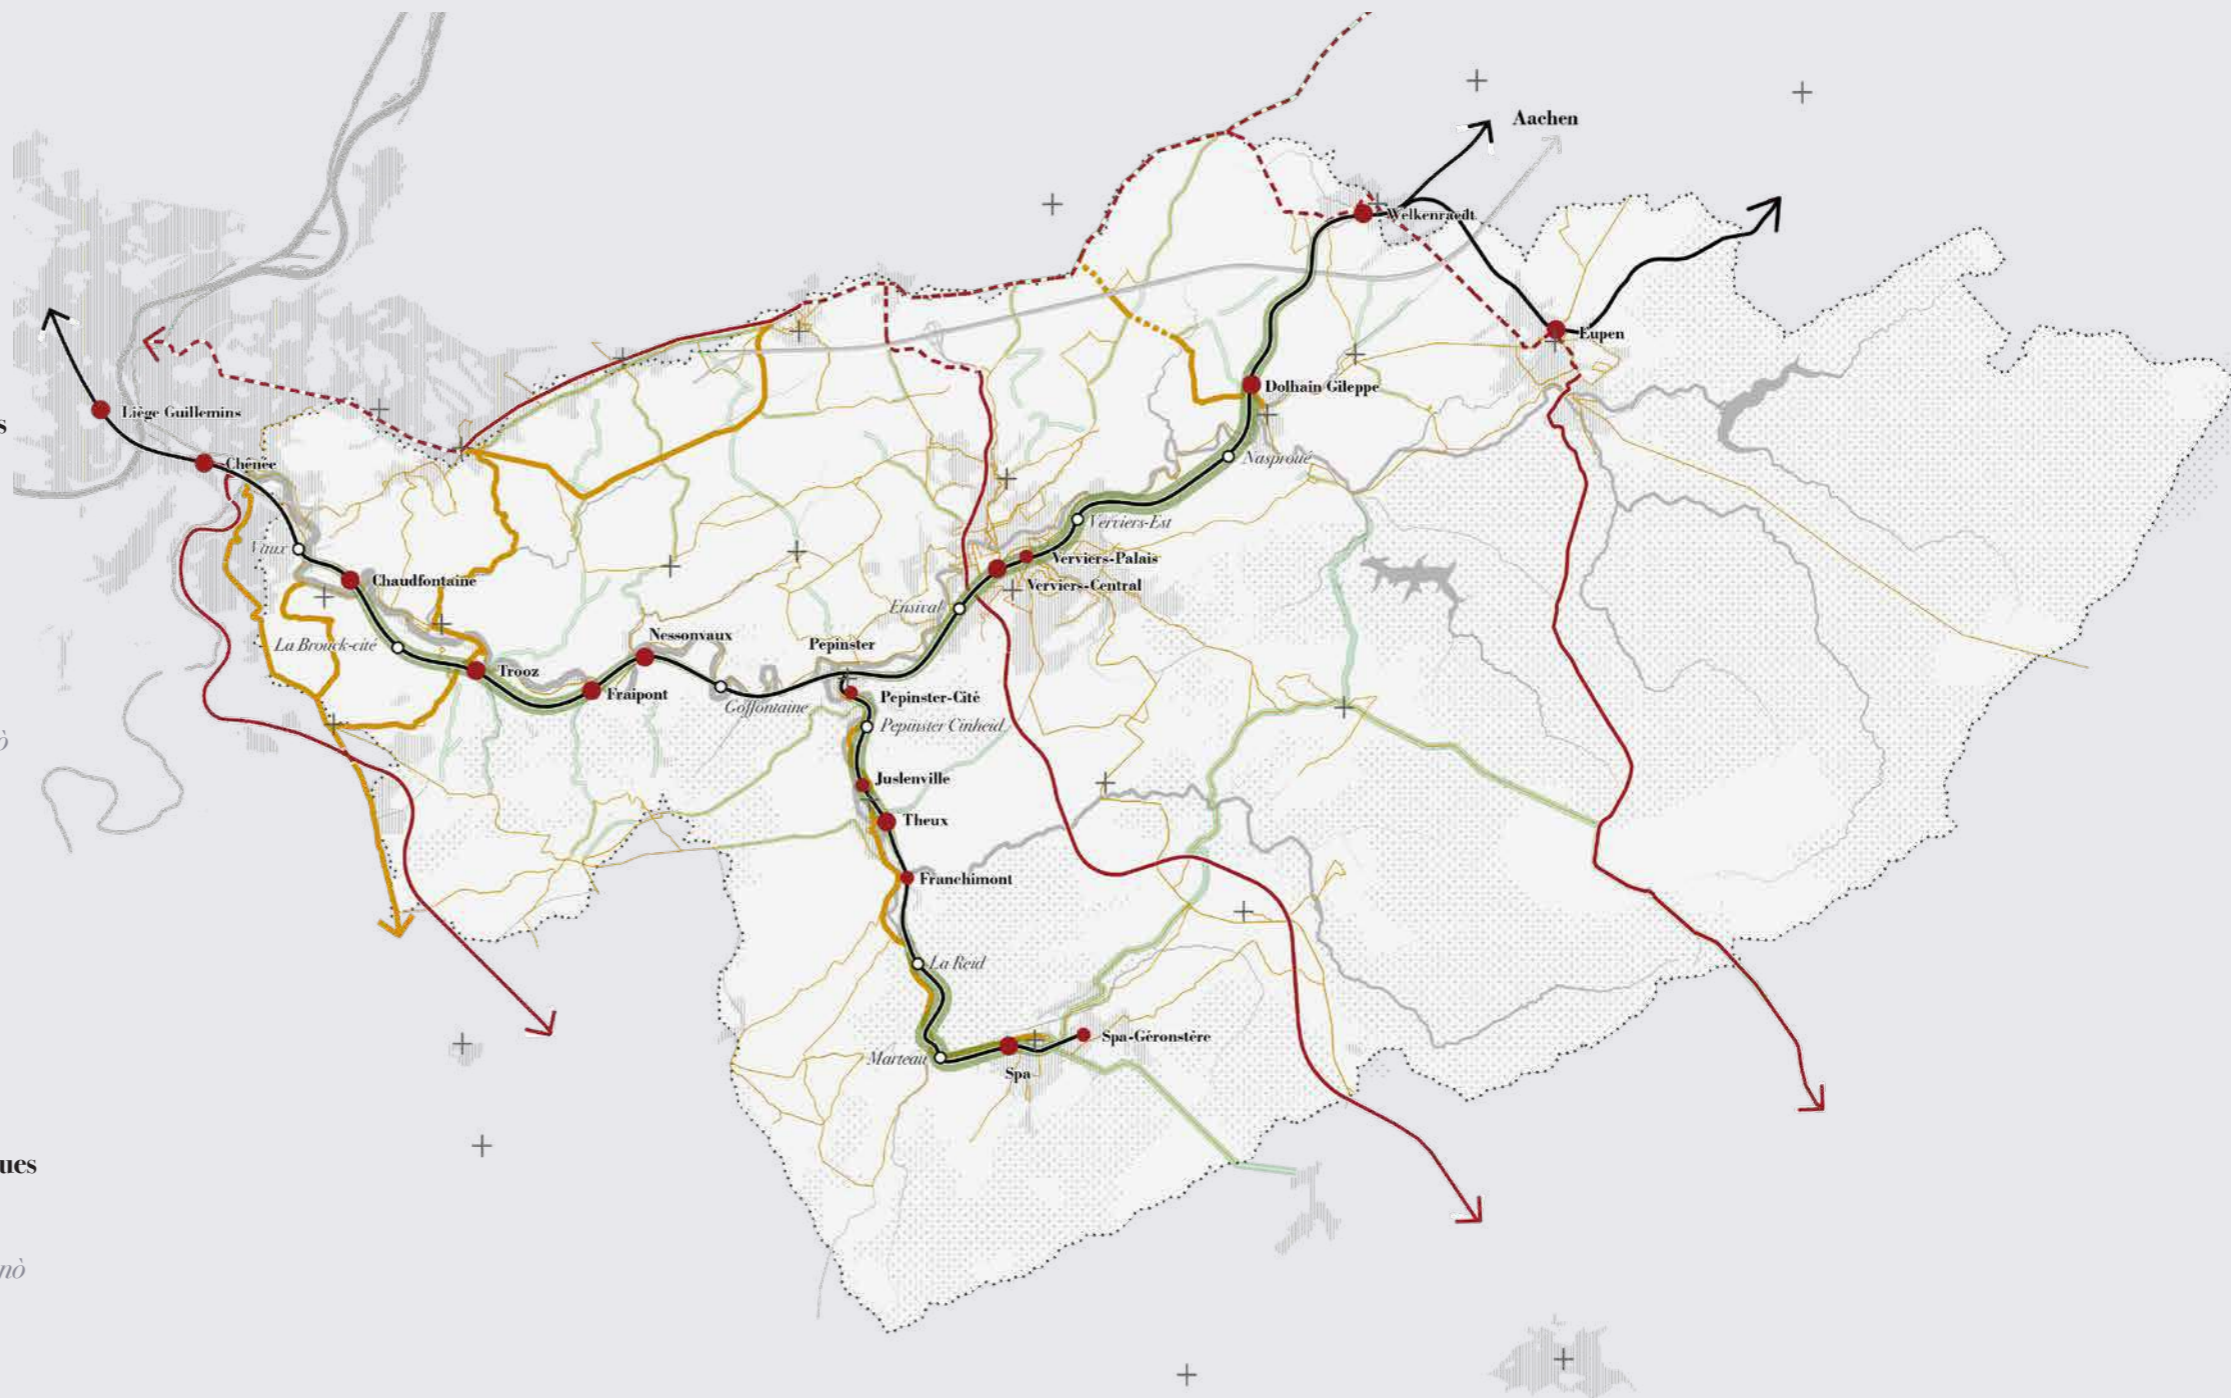 Aachen
Welkenraedt
Eupen
Dolhain Gileppe
Liège Guillemins
s
Chênée
Nasproué
Verviers-Est
Vaux
Verviers-Palais
Chaudfontaine
Verviers-Central
Ensival
La Brouck-cité
Nessonvaux
Pepinster
Trooz
Fraipont
Pepinster-Cité
Goffontaine
Pepinster Cinheid
ò
Juslenville
Theux
Franchimont
La Reid
Spa-Géronstère
Marteau
Spa
ues
nò